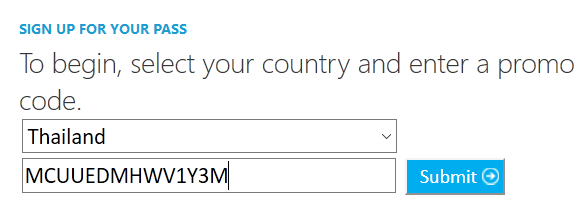 SIGN UP FOR YOUR PASS
To begin, select your country and enter a promo
code.
Thailand
MCUUEDMHWV1Y3M
Submit